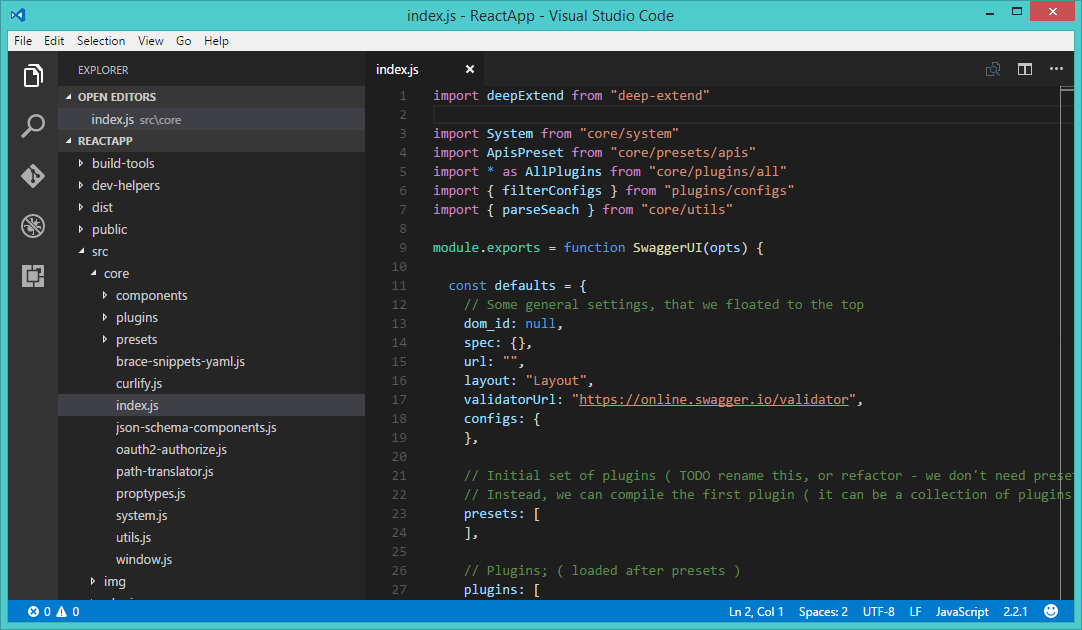 index.js - ReactApp - Visual Studio Code
File Edit Selection View Go Help
EXPLORER
OPEN EDITORS
index.js src\core
REACTAPP
build-tools
dev-helpers
dist
public
src
core
components
plugins
presets
brace-snippets-yaml.js
curlify.js
index.js
json-schema-components.js
oauth2-authorize.js
path-translator.js
proptypes.js
system.js
utils.js
window.js
img
index.js
1 import deepExtend from "deep-extend"
2
3 import System from "core/system"
4 import ApisPreset from "core/presets/apis"
5 import * as AllPlugins from "core/plugins/all"
6 import { filterConfigs } from "plugins/configs"
7 import { parseSeach } from "core/utils"
8
9 module.exports = function SwaggerUI(opts) {
10
11 const defaults = {
12 // Some general settings, that we floated to the top
13 dom_id: null,
14 spec: {},
15 url: "",
16 layout: "Layout",
17 validatorUrl: "https://online.swagger.io/validator",
18 configs: {
19 },
20
21 // Initial set of plugins ( TODO rename this, or refactor - we don't need prese
22 // Instead, we can compile the first plugin ( it can be a collection of plugins
23 presets: [
24 ],
25
26 // Plugins; ( loaded after presets )
27 plugins: [
0 0 Ln 2, Col 1 Spaces: 2 UTF-8 LF JavaScript 2.2.1